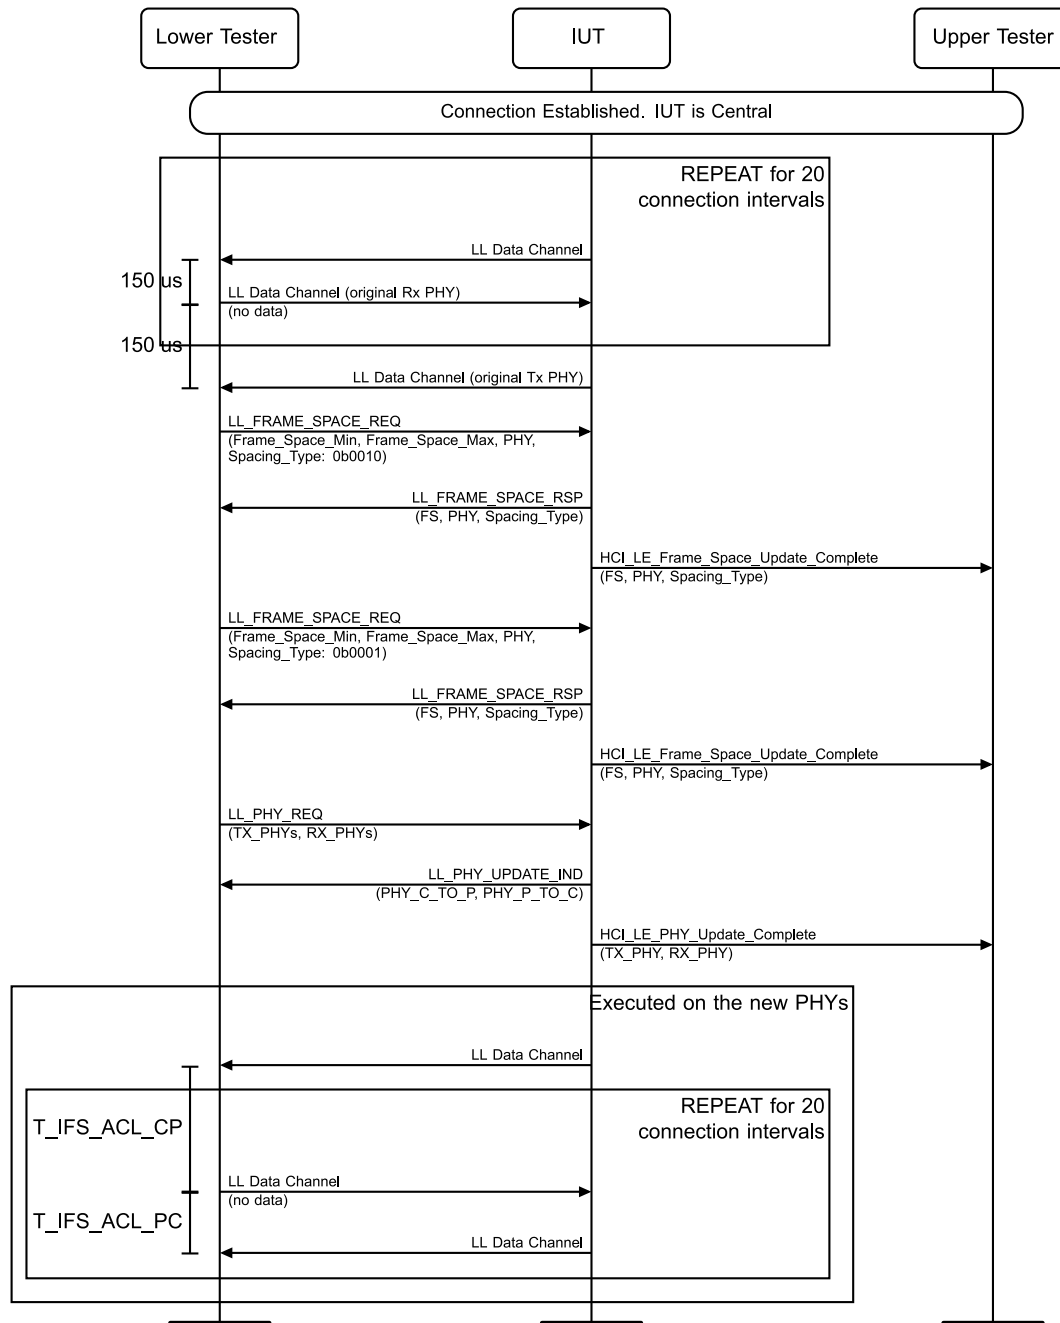 Lower Tester
IUT
Upper Tester
Connection Established. IUT is Central
REPEAT for 20
connection intervals
LL Data Channel
150 us
LL Data Channel (original Rx PHY)
(no data)
150 us
LL Data Channel (original Tx PHY)
LL_FRAME_SPACE_REQ
(Frame_Space_Min, Frame_Space_Max, PHY,
Spacing_Type: 0b0010)
LL_FRAME_SPACE_RSP
(FS, PHY, Spacing_Type)
HCI_LE_Frame_Space_Update_Complete
(FS, PHY, Spacing_Type)
LL_FRAME_SPACE_REQ
(Frame_Space_Min, Frame_Space_Max, PHY,
Spacing_Type: 0b0001)
LL_FRAME_SPACE_RSP
(FS, PHY, Spacing_Type)
HCI_LE_Frame_Space_Update_Complete
(FS, PHY, Spacing_Type)
LL_PHY_REQ
(TX_PHYs, RX_PHYs)
LL_PHY_UPDATE_IND
(PHY_C_TO_P, PHY_P_TO_C)
HCI_LE_PHY_Update_Complete
(TX_PHY, RX_PHY)
Executed on the new PHYs
LL Data Channel
REPEAT for 20
connection intervals
T_IFS_ACL_CP
LL Data Channel
(no data)
T_IFS_ACL_PC
LL Data Channel